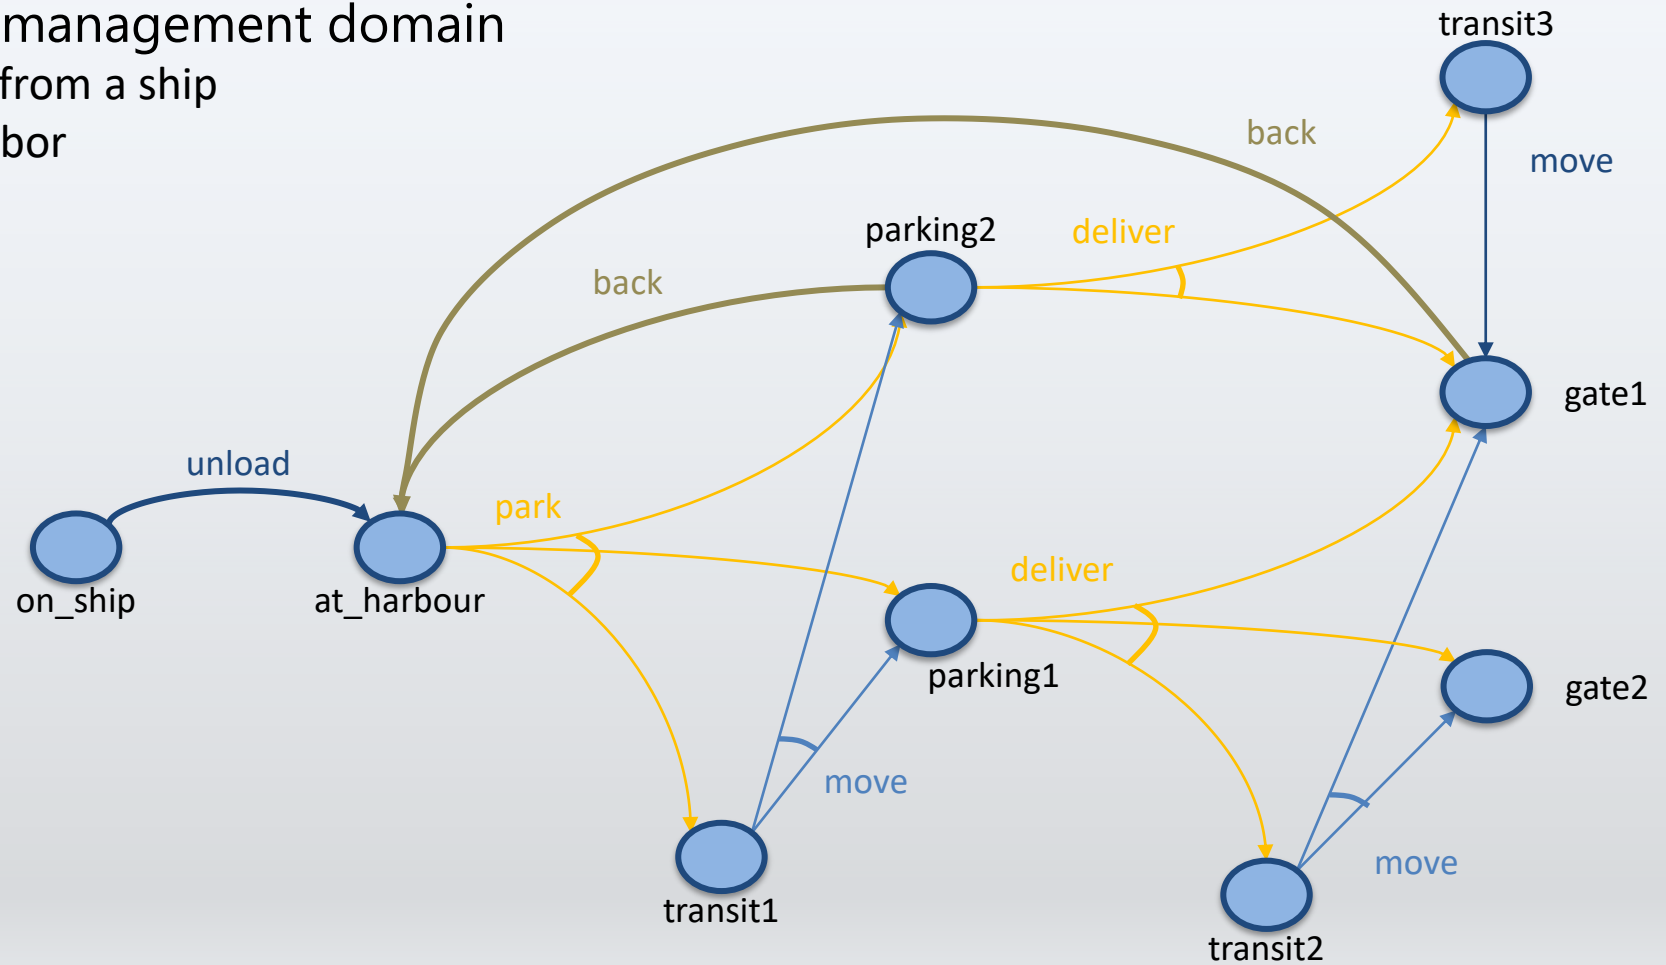 management domain
from a ship
bor
transit3
back
move
parking2
deliver
back
gate1
unload
park
deliver
on_ship
at_harbour
parking1
gate2
move
move
transit1
transit2